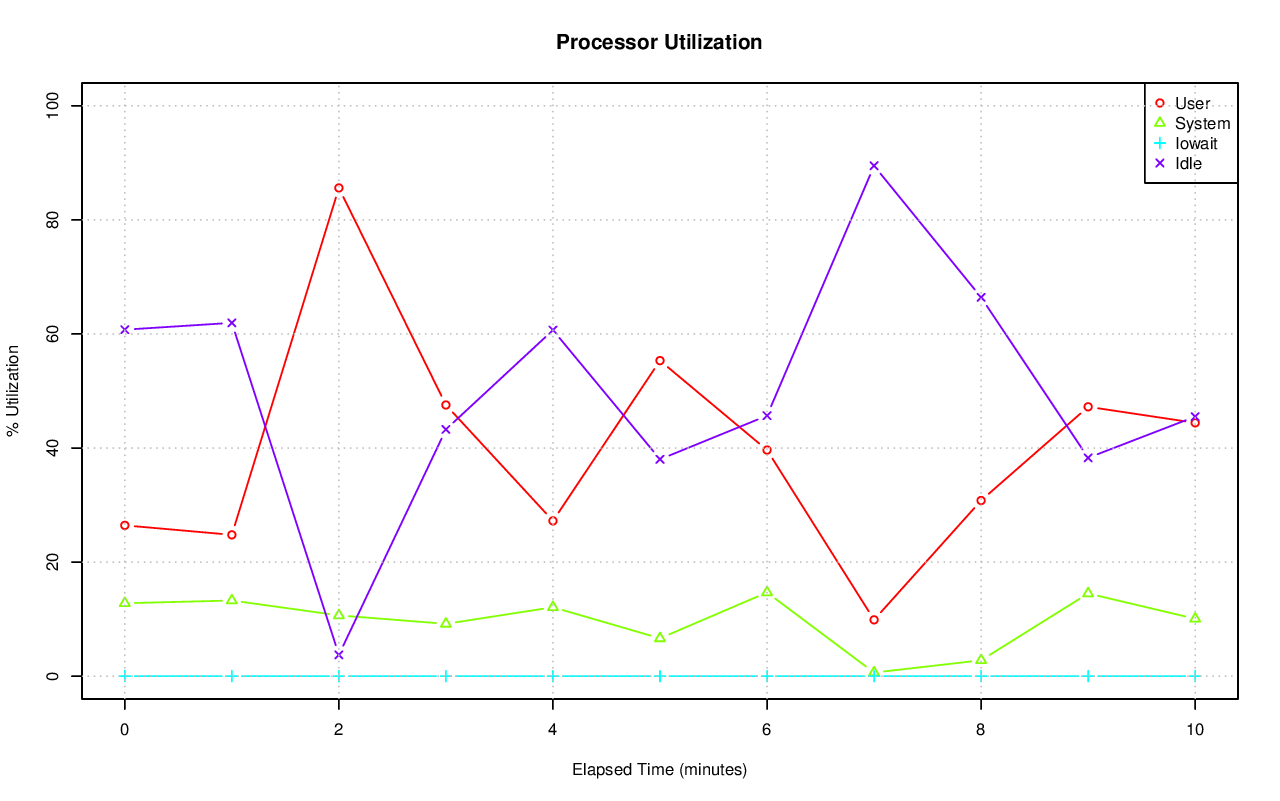 Processor Utilization
% Utilization
100
80
60
40
20
0
User
System
Iowait
Idle
0 2 4 6 8 10
Elapsed Time (minutes)